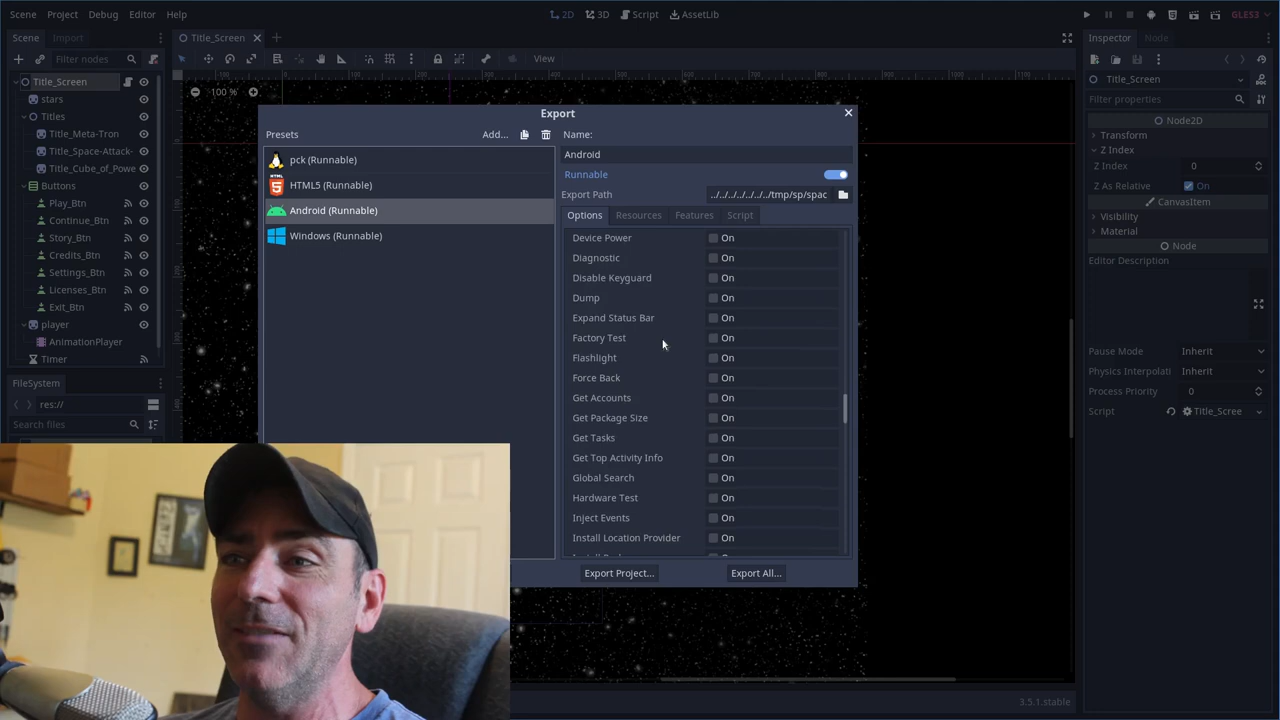 Scene Project Debug Editor Help
2D 3D Script AssetLib
GLES3
Scene Import
Title_Screen
Inspector Node
Filter nodes
View
Title_Screen
Title_Screen
stars
100 %
Filter properties
Titles
Node2D
Title_Meta-Tron
Transform
Title_Space-Attack-
Z Index
Title_Cube_of_Powe
Z Index 0
Buttons
Z As Relative On
Play_Btn
CanvasItem
Continue_Btn
Visibility
Story_Btn
Material
Credits_Btn
Node
Settings_Btn
Editor Description
Licenses_Btn
Exit_Btn
player
AnimationPlayer
Pause Mode Inherit
Timer
Physics Interpolati Inherit
FileSystem
Process Priority 0
res://
Script Title_Scree
Search files
Export
Presets Add...
pck (Runnable)
HTML5 (Runnable)
Android (Runnable)
Windows (Runnable)
Name:
Android
Runnable
Export Path ../../../../../../../tmp/sp/spac
Options Resources Features Script
Device Power On
Diagnostic On
Disable Keyguard On
Dump On
Expand Status Bar On
Factory Test On
Flashlight On
Force Back On
Get Accounts On
Get Package Size On
Get Tasks On
Get Top Activity Info On
Global Search On
Hardware Test On
Inject Events On
Install Location Provider On
Export Project... Export All...
3.5.1.stable